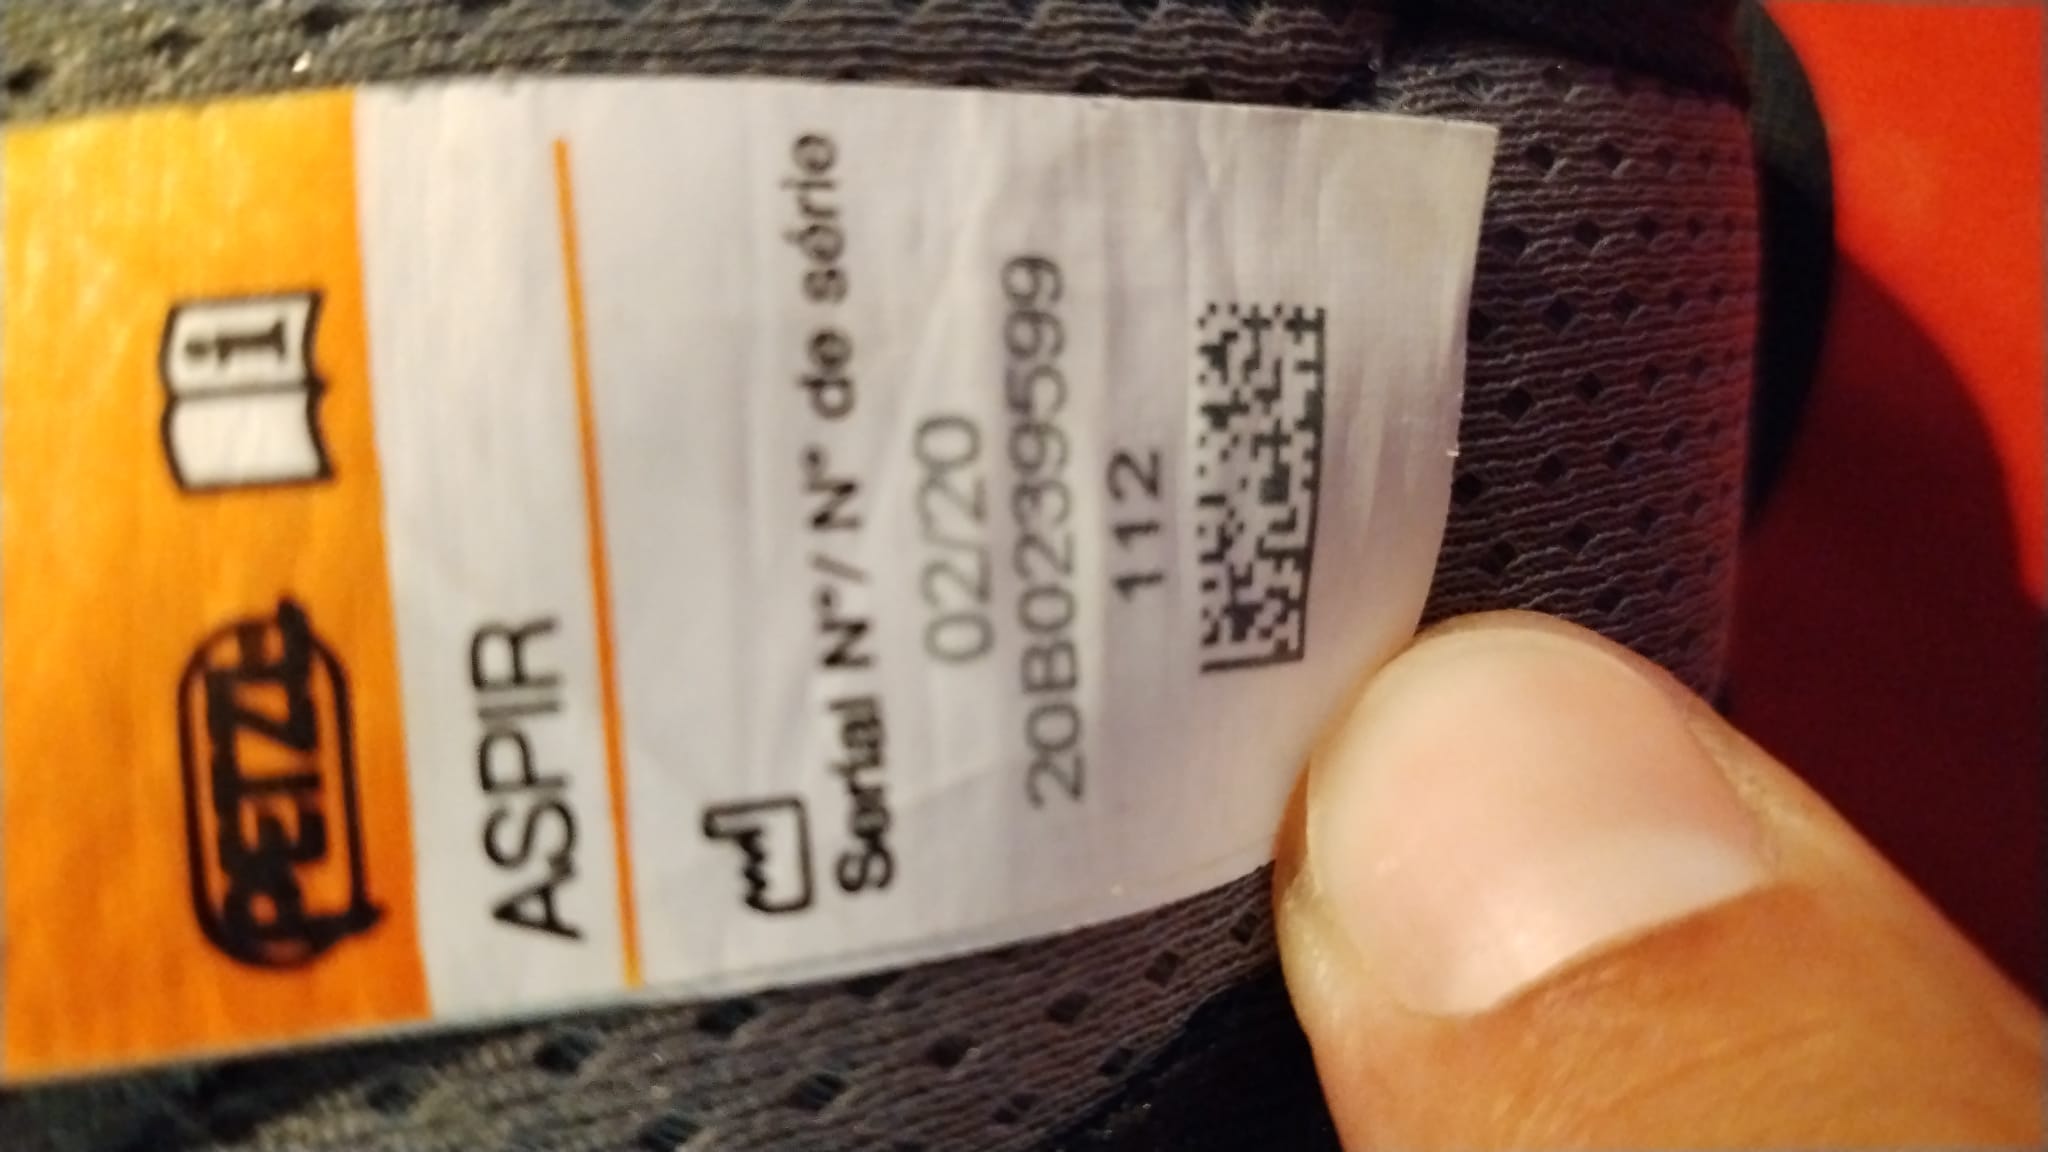 PETZL i
ASPIR
Serial N°/ N° de série
02/20
20B0239599
112